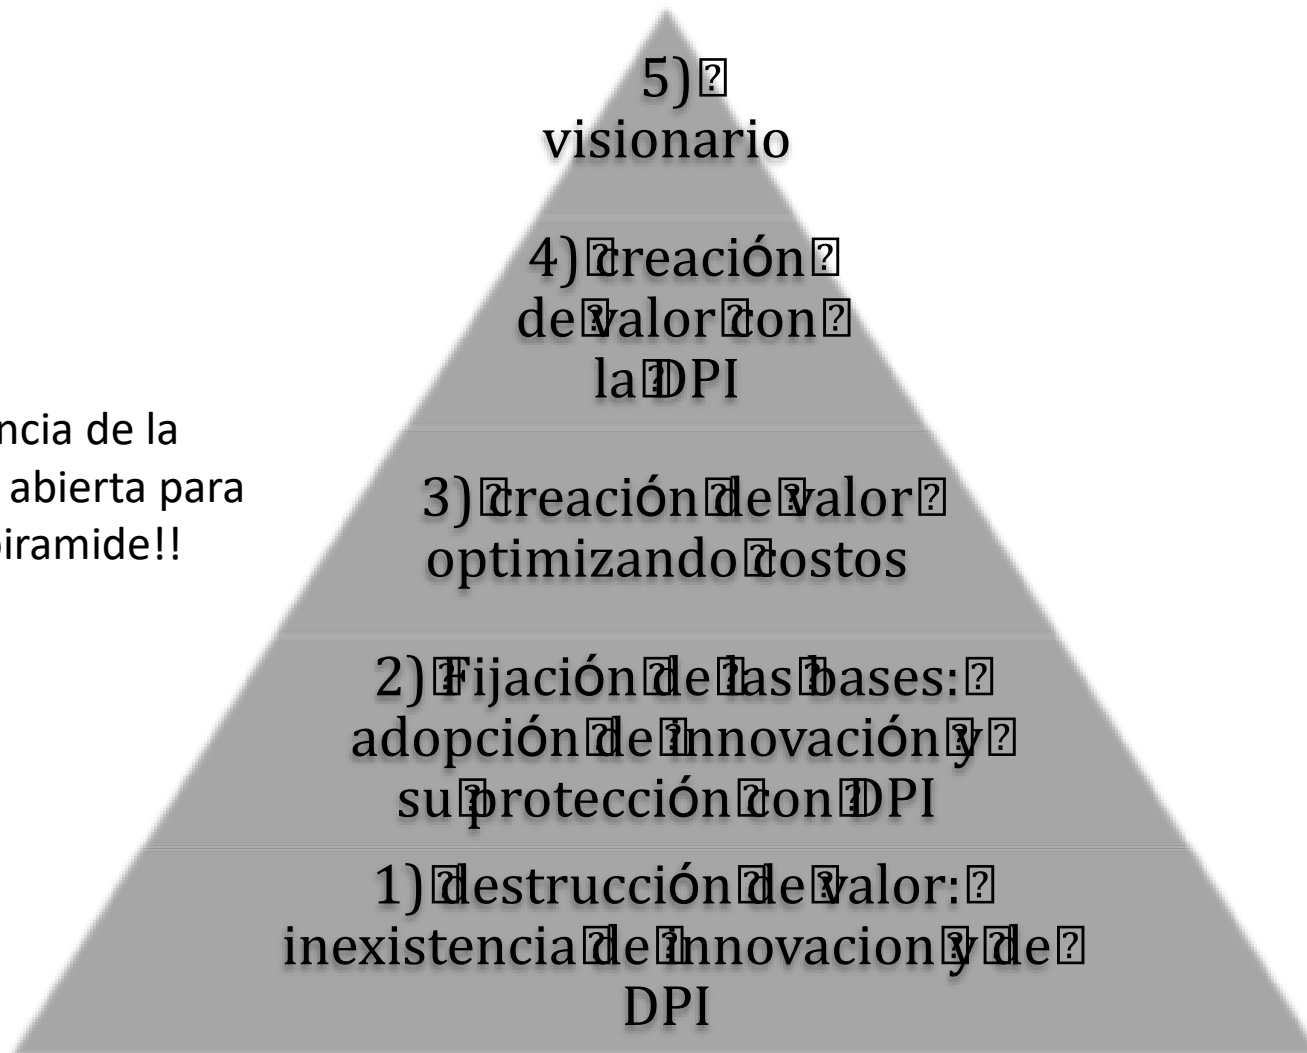 5)
visionario
4) creación
de valor con
la DPI
de la
abierta para
3) creación de valor
optimizando costos
2) Fijación de las bases:
adopción de innovación y
su protección con DPI
1) destrucción de valor:
inexistencia de innovacion y de
DPI